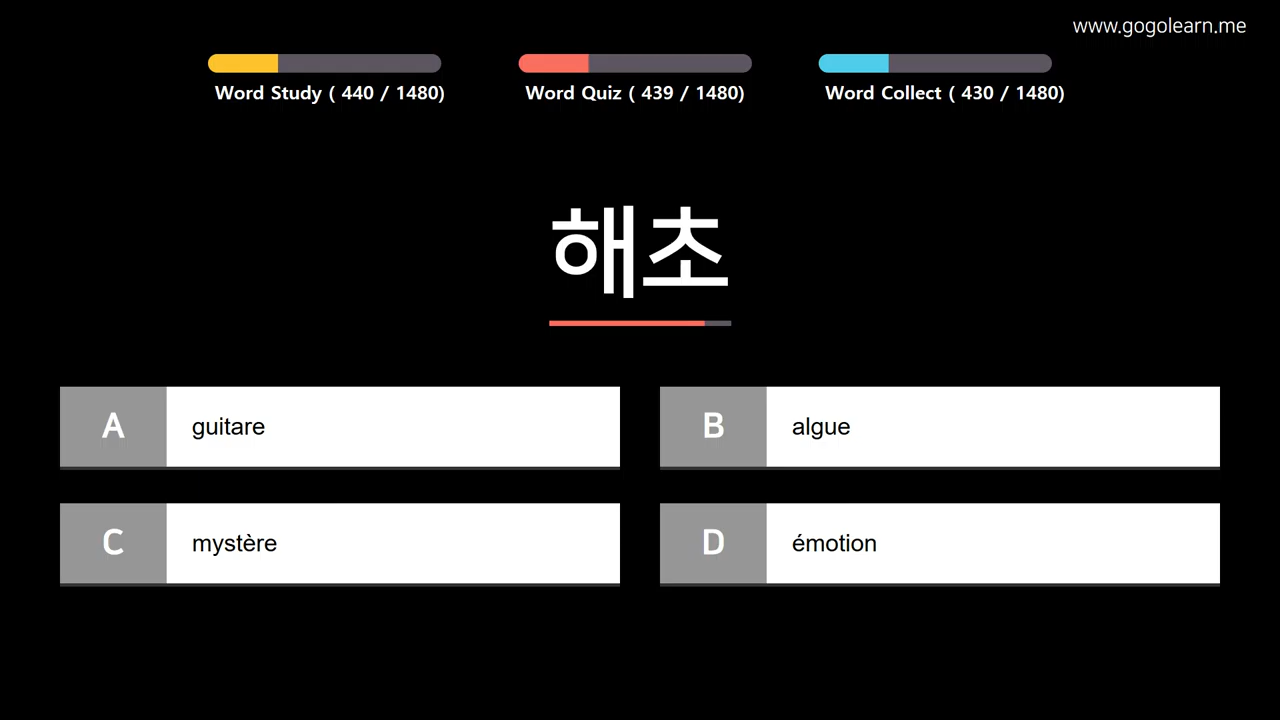 www.gogolearn.me
Word Study ( 440 / 1480)
Word Quiz ( 439 / 1480)
Word Collect ( 430 / 1480)
해초
A guitare
B algue
C mystère
D émotion